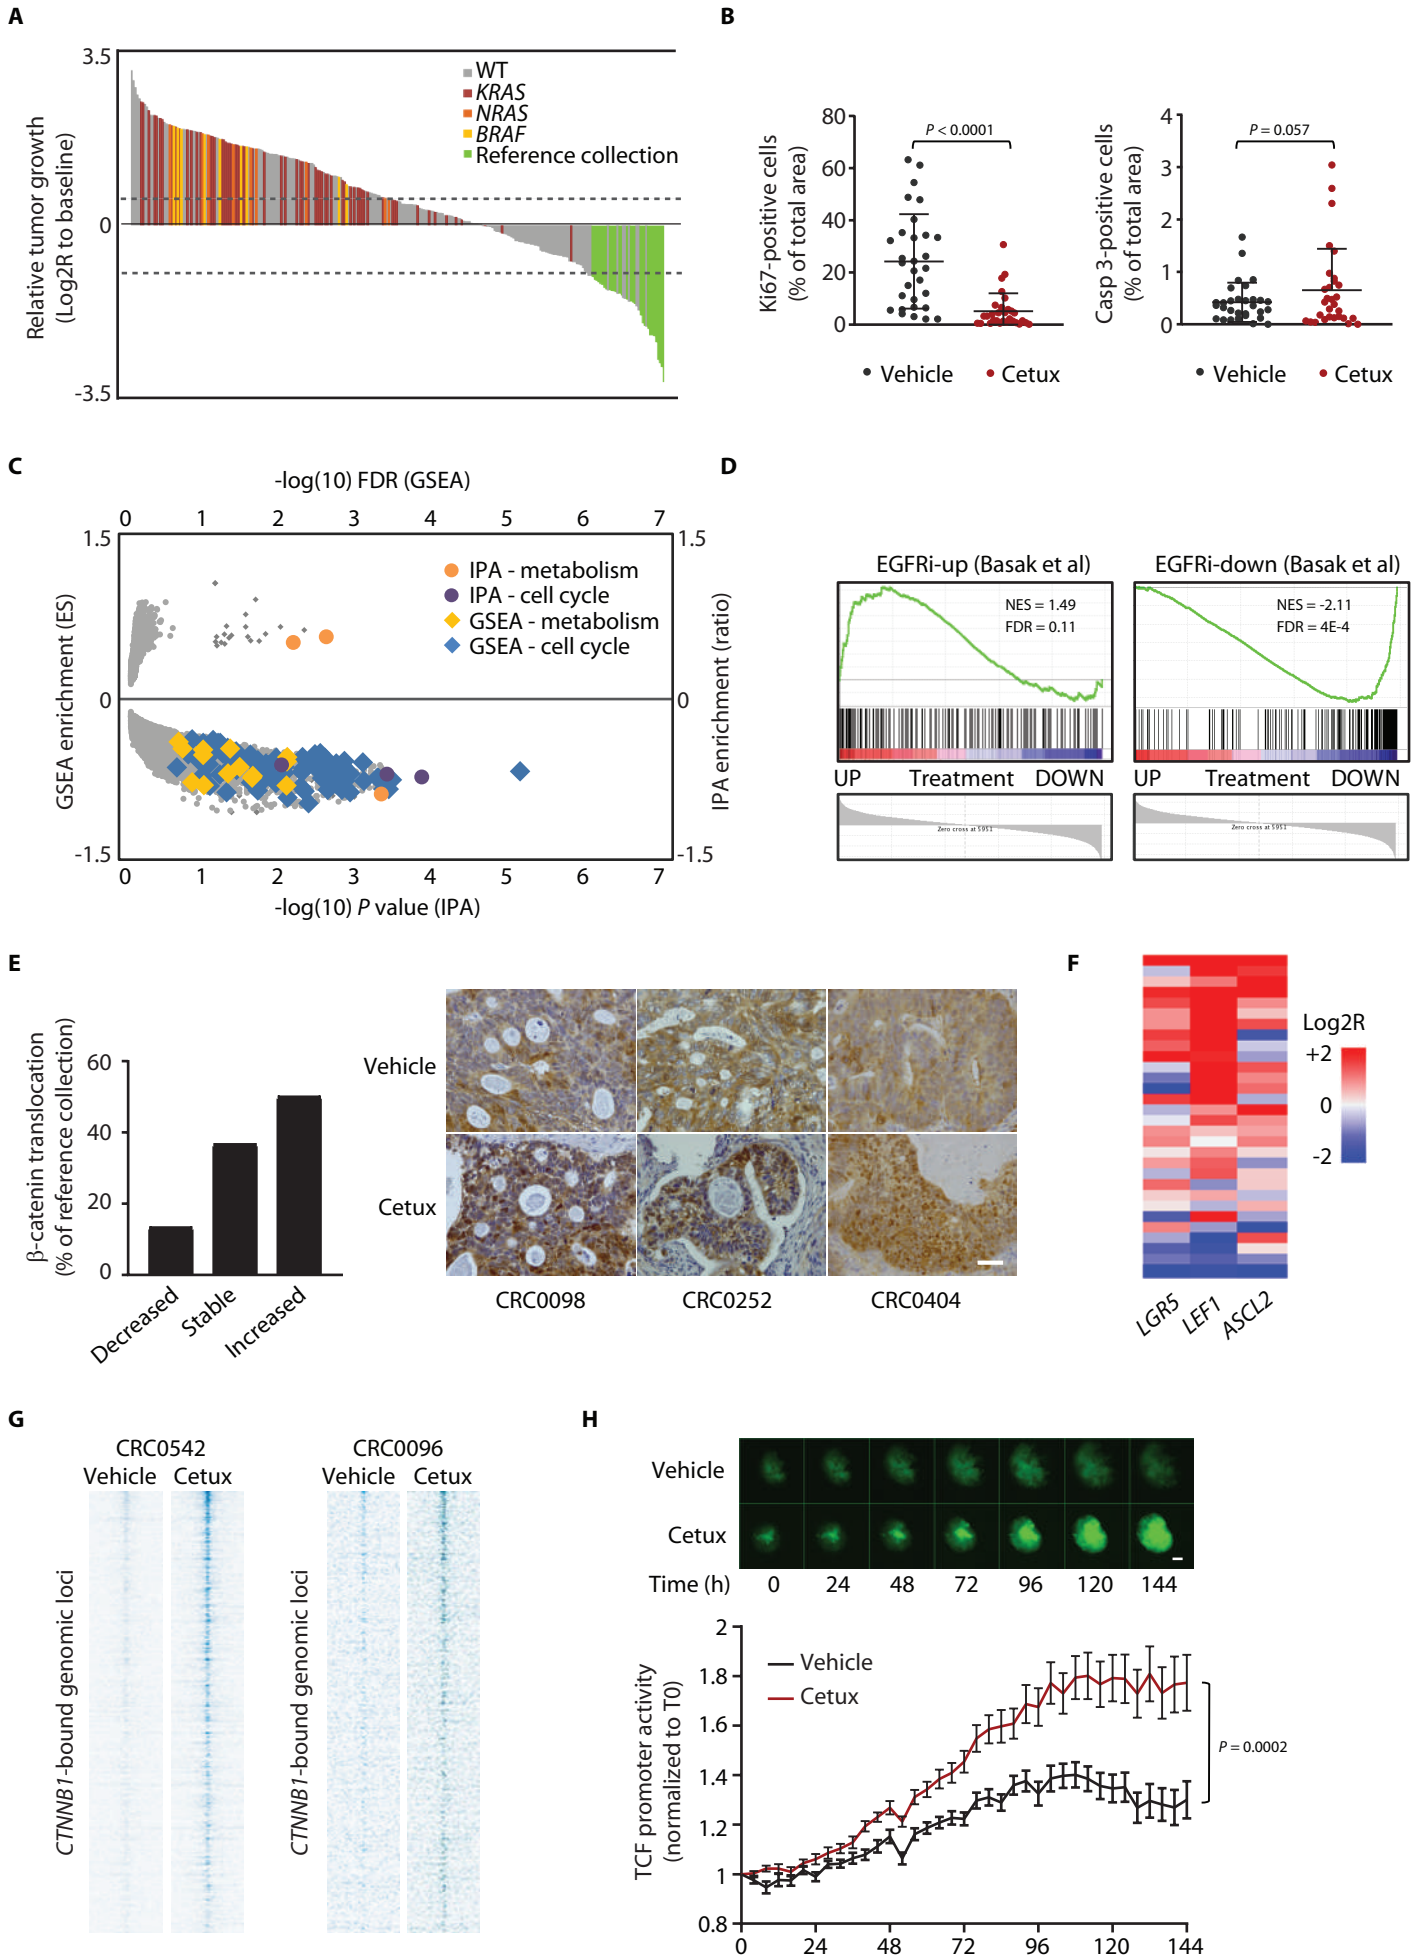 A
3.5
0
-3.5
Relative tumor growth
(Log2R to baseline)
WT
KRAS
NRAS
BRAF
Reference collection
B
80
60
40
20
0
Ki67-positive cells
(% of total area)
P < 0.0001
Vehicle
Cetux
4
3
2
1
0
Casp 3-positive cells
(% of total area)
P = 0.057
Vehicle
Cetux
C
-log(10) FDR (GSEA)
0 1 2 3 4 5 6 7
1.5
0
-1.5
GSEA enrichment (ES)
1.5
0
-1.5
IPA enrichment (ratio)
IPA - metabolism
IPA - cell cycle
GSEA - metabolism
GSEA - cell cycle
0 1 2 3 4 5 6 7
-log(10) P value (IPA)
D
EGFRi-up (Basak et al)
NES = 1.49
FDR = 0.11
UP Treatment DOWN
Zero cross at 5951
EGFRi-down (Basak et al)
NES = -2.11
FDR = 4E-4
UP Treatment DOWN
Zero cross at 5951
E
60
40
20
0
β-catenin translocation
(% of reference collection)
Decreased
Stable
Increased
Vehicle
Cetux
CRC0098
CRC0252
CRC0404
F
Log2R
+2
0
-2
LGR5
LEF1
ASCL2
G
CRC0542
Vehicle Cetux
CTNNB1-bound genomic loci
CRC0096
Vehicle Cetux
CTNNB1-bound genomic loci
H
Vehicle
Cetux
Time (h) 0 24 48 72 96 120 144
2
1.8
1.6
1.4
1.2
1
0.8
TCF promoter activity
(normalized to T0)
Vehicle
Cetux
P = 0.0002
0 24 48 72 96 120 144